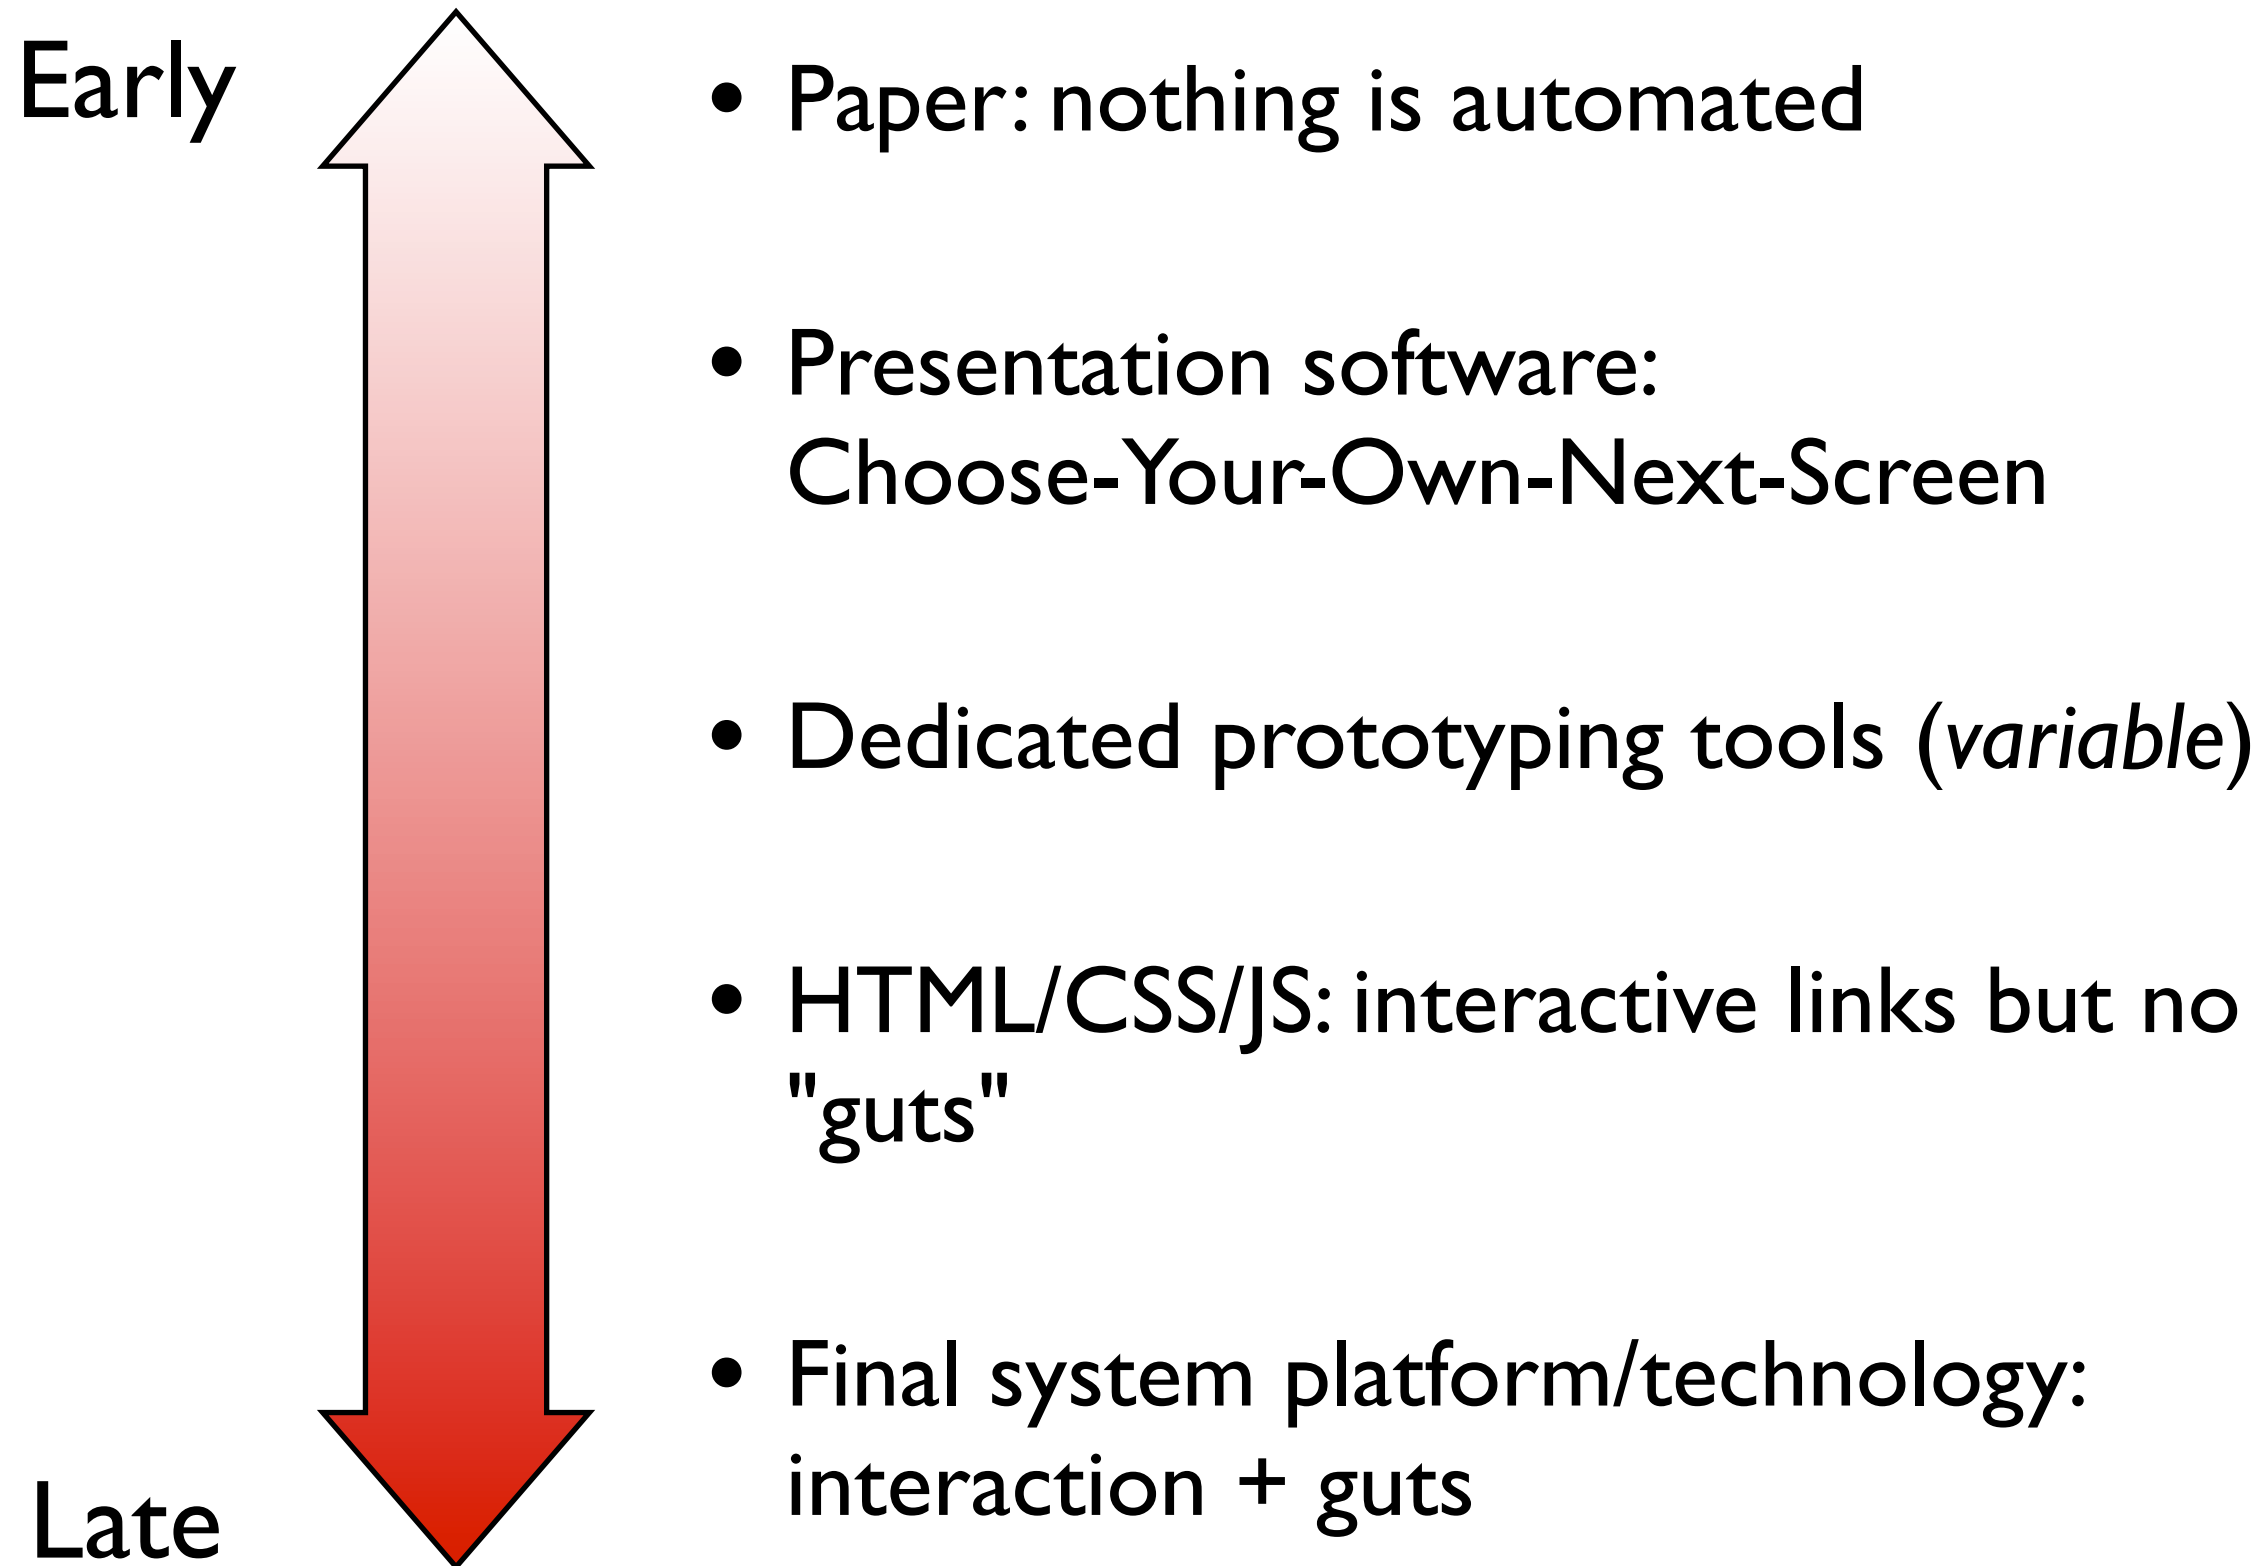 Early
• Paper: nothing is automated
• Presentation software:
Choose-Your-Own-Next-Screen
• Dedicated prototyping tools (variable)
• HTML/CSS/JS: interactive links but no
"guts"
• Final system platform/technology:
interaction + guts
Late